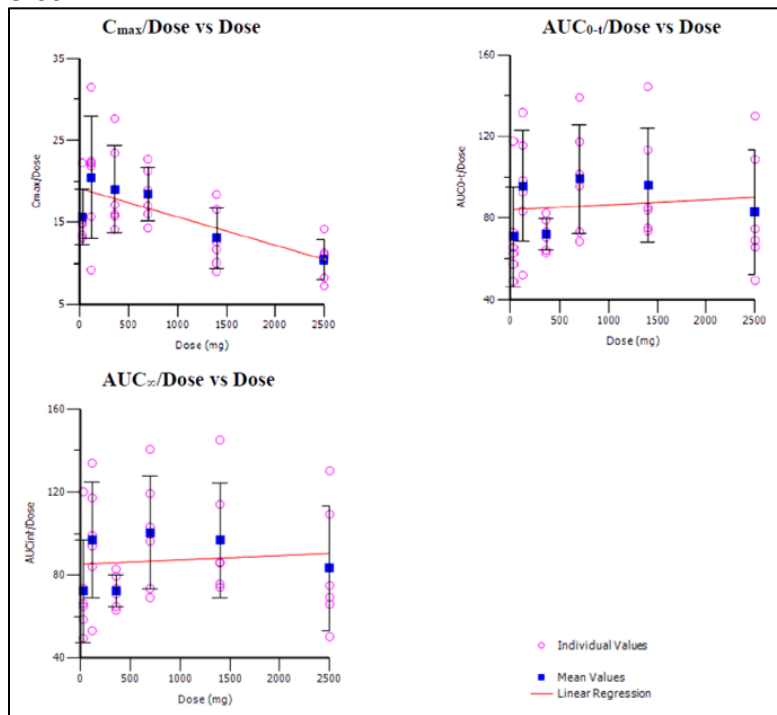 Cmax/Dose vs Dose
35
25
15
5
Cmax/Dose
0
500
1000
1500
2000
2500
Dose (mg)
AUC0-t/Dose vs Dose
160
120
80
40
AUC0-t/Dose
0
500
1000
1500
2000
2500
Dose (mg)
AUC∞/Dose vs Dose
160
120
80
40
AUCinf/Dose
0
500
1000
1500
2000
2500
Dose (mg)
Individual Values
Mean Values
Linear Regression